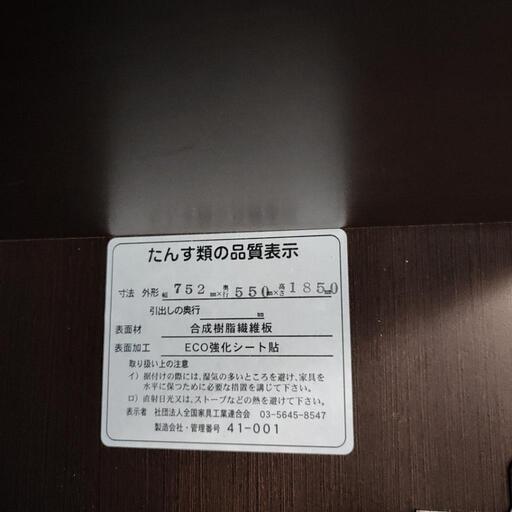 たんす類の品質表示
寸法 外形 幅 752 mm× 奥行 550 mm× 高さ 1850 mm
引出しの奥行 mm
表面材 合成樹脂繊維板
表面加工 ECO強化シート貼
取り扱い上の注意
イ）据付けの際には、湿気の多いところを避け、家具を
水平に保つために必要な措置を講じて下さい。
ロ）直射日光又は、ストーブなどの熱を避けて下さい。
表示者 社団法人全国家具工業連合会 03-5645-8547
製造会社・管理番号 41-001